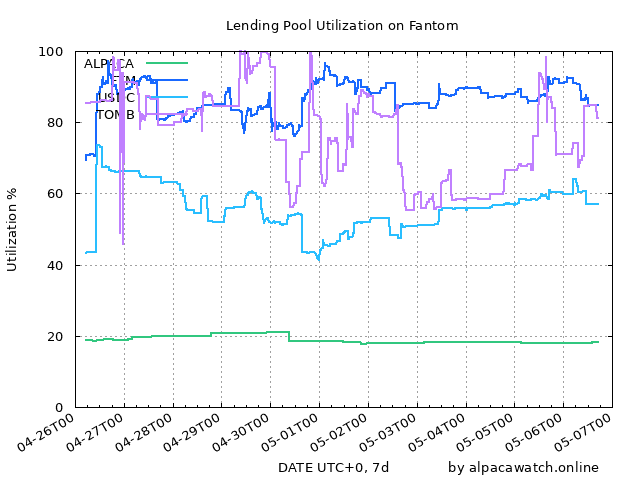 Lending Pool Utilization on Fantom
Utilization %
100
80
60
40
20
0
ALPACA
FTM
USDC
TOMB
04-26T00
04-27T00
04-28T00
04-29T00
04-30T00
05-01T00
05-02T00
05-03T00
05-04T00
05-05T00
05-06T00
05-07T00
DATE UTC+0, 7d
by alpacawatch.online